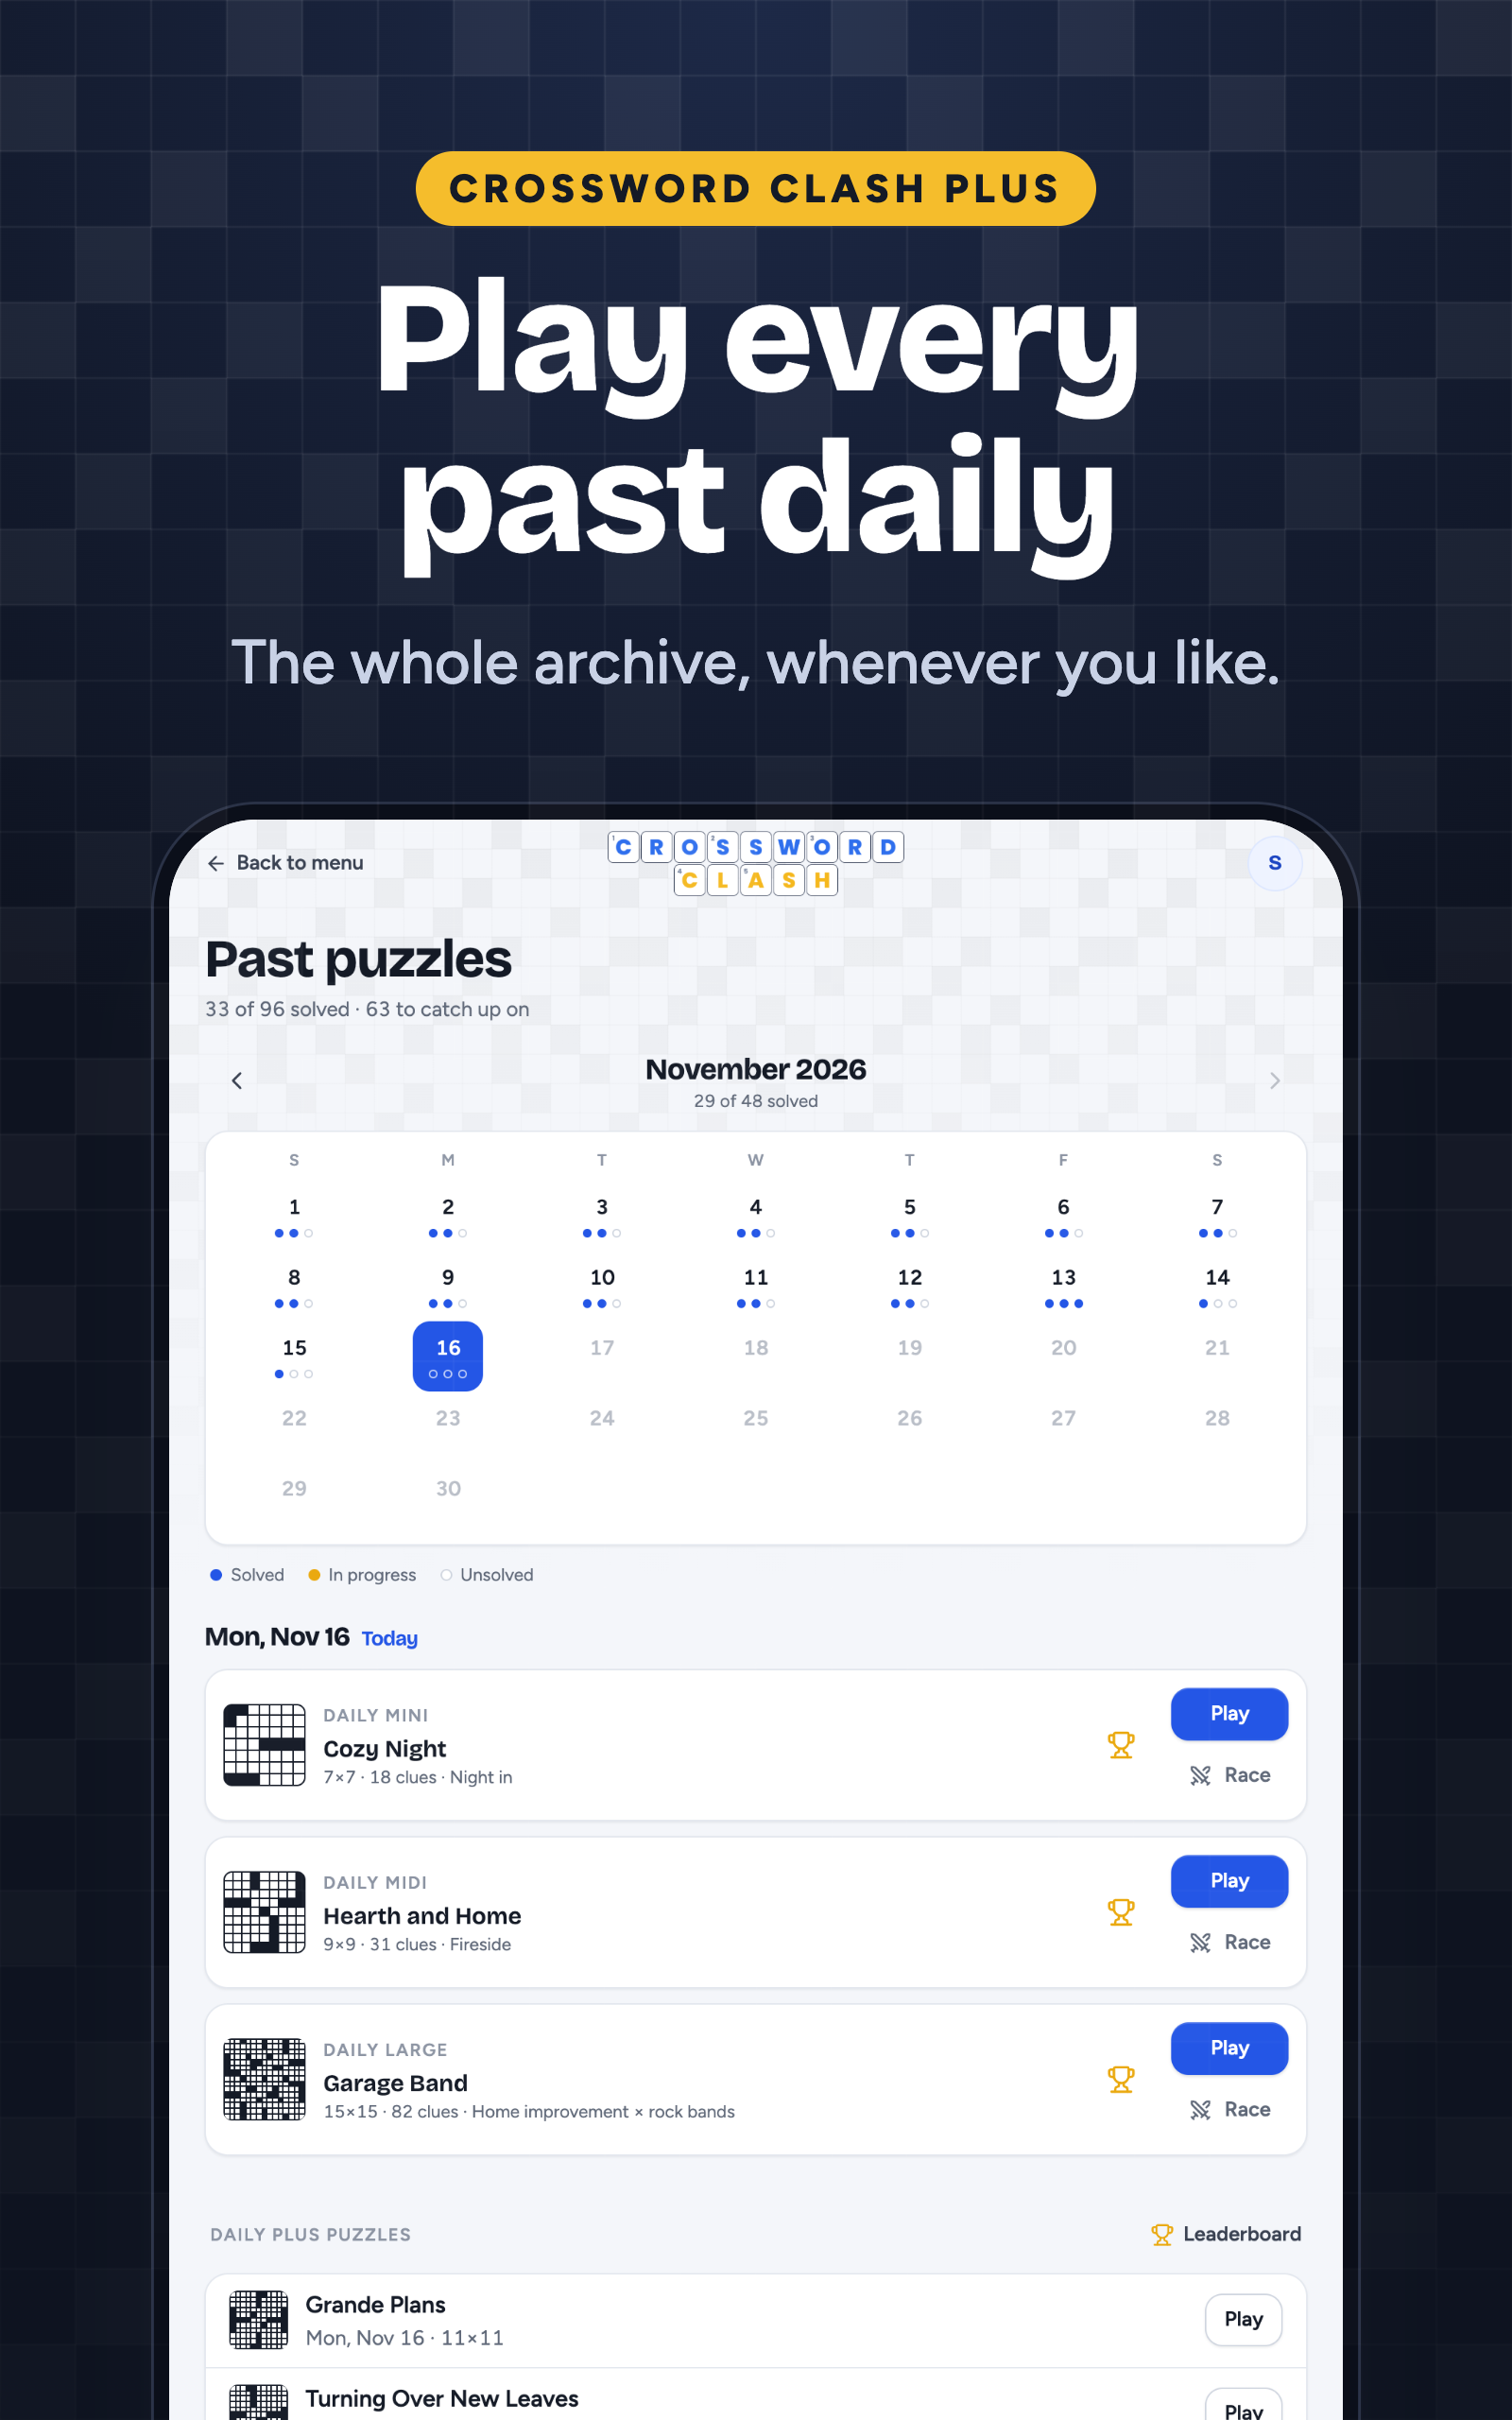 CROSSWORD CLASH PLUS
Play every
past daily
The whole archive, whenever you like.
Back to menu
CROSSWORD
CLASH
S
Past puzzles
33 of 96 solved · 63 to catch up on
November 2026
29 of 48 solved
S M T W T F S
1 2 3 4 5 6 7
8 9 10 11 12 13 14
15 16 17 18 19 20 21
22 23 24 25 26 27 28
29 30
Solved In progress Unsolved
Mon, Nov 16 Today
DAILY MINI
Cozy Night
7×7 · 18 clues · Night in
Play
Race
DAILY MIDI
Hearth and Home
9×9 · 31 clues · Fireside
Play
Race
DAILY LARGE
Garage Band
15×15 · 82 clues · Home improvement × rock bands
Play
Race
DAILY PLUS PUZZLES
Leaderboard
Grande Plans
Mon, Nov 16 · 11×11
Play
Turning Over New Leaves
Play